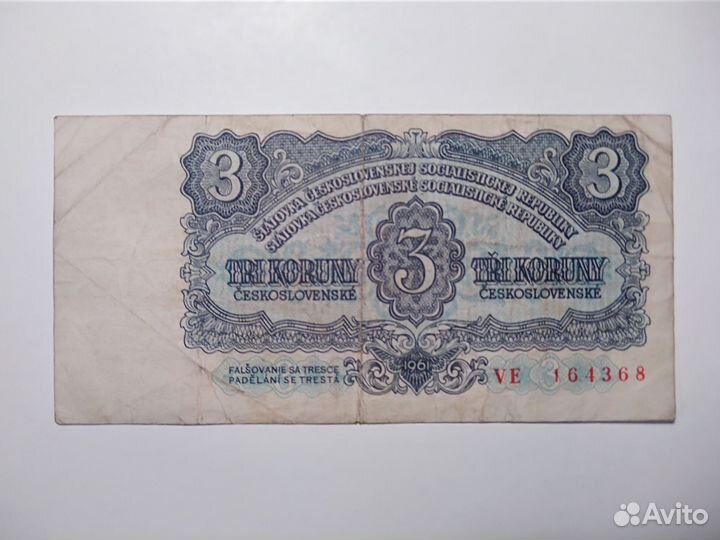 3
3
ŠTÁTOVKA ČESKOSLOVENSKEJ SOCIALISTICKEJ REPUBLIKY
STÁTOVKA ČESKOSLOVENSKÉ SOCIALISTICKÉ REPUBLIKY
TRI KORUNY
ČESKOSLOVENSKÉ
3
TŘI KORUNY
ČESKOSLOVENSKÉ
FALŠOVANIE SA TRESCE
PADĚLÁNÍ SE TRESTÁ
1961
VE 164368
Avito